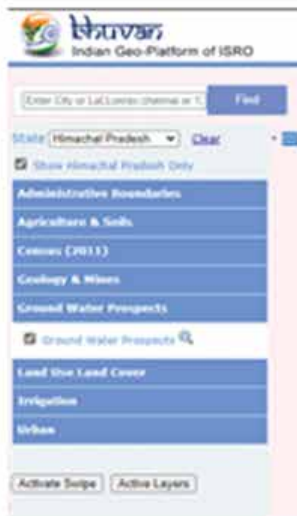 bhuvan
Indian Geo-Platform of ISRO
Find
State Himachal Pradesh Clear
Show Himachal Pradesh Only
Administrative Boundaries
Agriculture & Soils
Census (2011)
Geology & Mines
Ground Water Prospects
Ground Water Prospects
Land Use Land Cover
Irrigation
Urban
Activate Swipe Active Layers